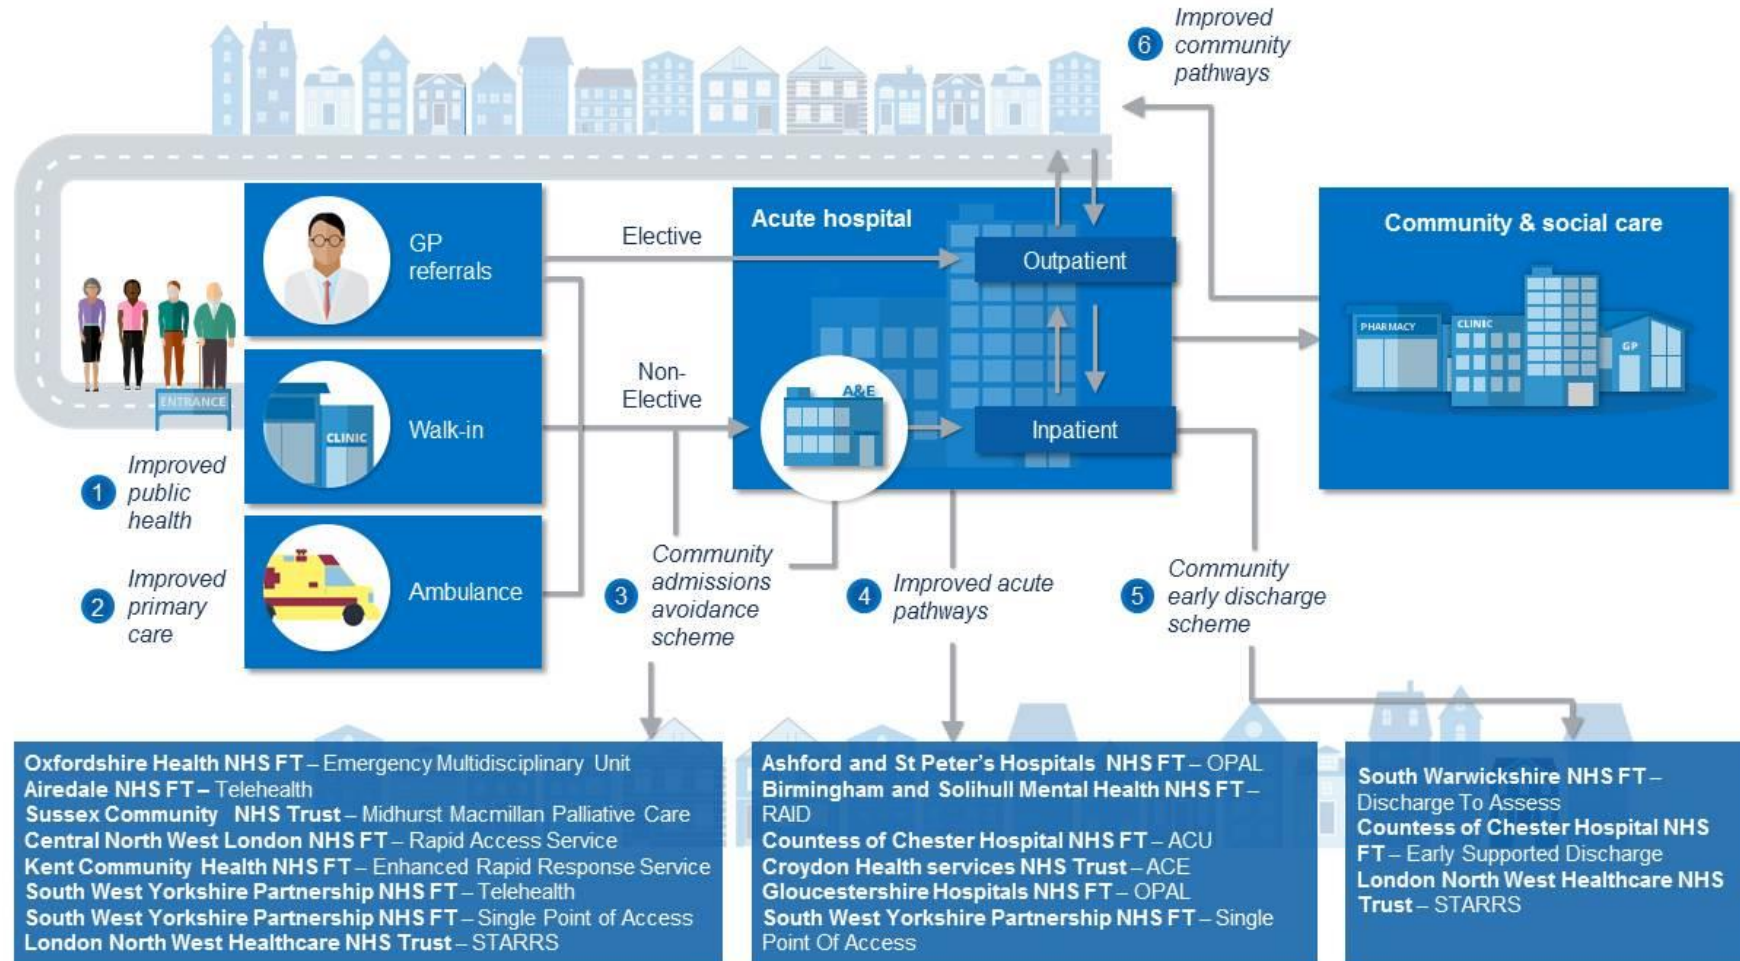 6
Improved
community
pathways
GP
referrals
Elective
Acute hospital
Outpatient
Community & social care
PHARMACY
CLINIC
GP
ENTRANCE
Walk-in
CLINIC
Non-
Elective
A&E
Inpatient
1
Improved
public
health
2
Improved
primary
care
Ambulance
3
Community
admissions
avoidance
scheme
4
Improved acute
pathways
5
Community
early discharge
scheme
Oxfordshire Health NHS FT – Emergency Multidisciplinary Unit
Airedale NHS FT – Telehealth
Sussex Community NHS Trust – Midhurst Macmillan Palliative Care
Central North West London NHS FT – Rapid Access Service
Kent Community Health NHS FT – Enhanced Rapid Response Service
South West Yorkshire Partnership NHS FT – Telehealth
South West Yorkshire Partnership NHS FT – Single Point of Access
London North West Healthcare NHS Trust – STARRS
Ashford and St Peter's Hospitals NHS FT – OPAL
Birmingham and Solihull Mental Health NHS FT –
RAID
Countess of Chester Hospital NHS FT – ACU
Croydon Health services NHS Trust – ACE
Gloucestershire Hospitals NHS FT – OPAL
South West Yorkshire Partnership NHS FT – Single
Point Of Access
South Warwickshire NHS FT –
Discharge To Assess
Countess of Chester Hospital NHS
FT – Early Supported Discharge
London North West Healthcare NHS
Trust – STARRS